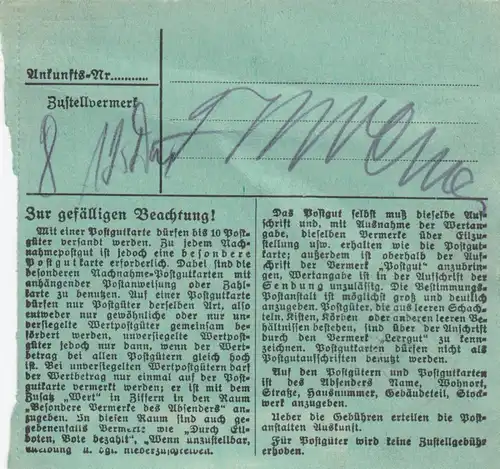 Ankunfts-Nr...........
Zustellvermerk
8
Zur gefälligen Beachtung!
Mit einer Postgutkarte dürfen bis 10 Post-
güter versandt werden. Zu jedem Nach-
nahmepostgut ist jedoch eine besondere
Postgutkarte erforderlich. Dabei sind die
besonderen Nachnahme-Postgutkarten mit
anhängender Postanweisung oder Zahl-
karte zu benutzen. Auf einer Postgutkarte
dürfen nur Postgüter derselben Art, also
entweder nur gewöhnliche oder nur un-
versiegelte Wertpostgüter gemeinsam be-
fördert werden, unversiegelte Wertpost-
güter jedoch nur dann, wenn der Werte-
betrag bei allen Postgütern gleich hoch
ist. Bei unversiegelten Wertpostgütern darf
der Wertbetrag nur einmal auf der Post-
gutkarte vermerkt werden; er ist mit dem
Zusatz „Wert" in Ziffern in den Raum
„Besondere Vermerke des Absenders" an-
zugeben. In diesen Raum sind auch ge-
gebenenfalls Vermerke wie „Durch Eil-
boten, Bote bezahlt", „Wenn unzustellbar,
Meldung" u. dgl. niederzuschreiben.
Das Postgut selbst muß dieselbe Auf-
schrift und, mit Ausnahme der Wertan-
gabe, dieselben Vermerke über Eilzu-
stellung usw. erhalten wie die Postgut-
karte; außerdem ist oberhalb der Auf-
schrift der Vermerk „Postgut" anzubrin-
gen, Wertangabe ist in der Aufschrift der
Sendung unzulässig. Die Bestimmungs-
Postanstalt ist möglichst groß und deutlich
anzugeben. Postgüter, die aus leeren Schach-
teln, Kisten, Körben oder anderen leeren Be-
hältnissen bestehen, sind über der Anschrift
durch den Vermerk „Leergut" zu kenn-
zeichnen. Postgutkarten dürfen nicht als
Postgutaufschriften benutzt werden.
Auf den Postgütern und Postgutkarten
ist des Absenders Name, Wohnort,
Straße, Hausnummer, Gebäudeteil, Stock-
werk anzugeben.
Ueber die Gebühren erteilen die Post-
anstalten Auskunft.
Für Postgüter wird keine Zustellgebühr
erhoben.